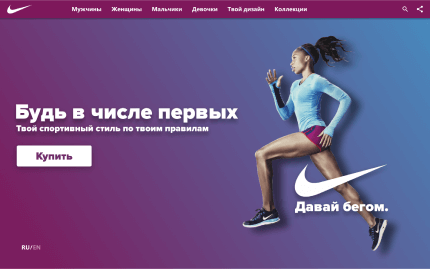 Мужчины Женщины Мальчики Девочки Твой дизайн Коллекции
Будь в числе первых
Твой спортивный стиль по твоим правилам
Купить
Давай бегом.
RU/EN